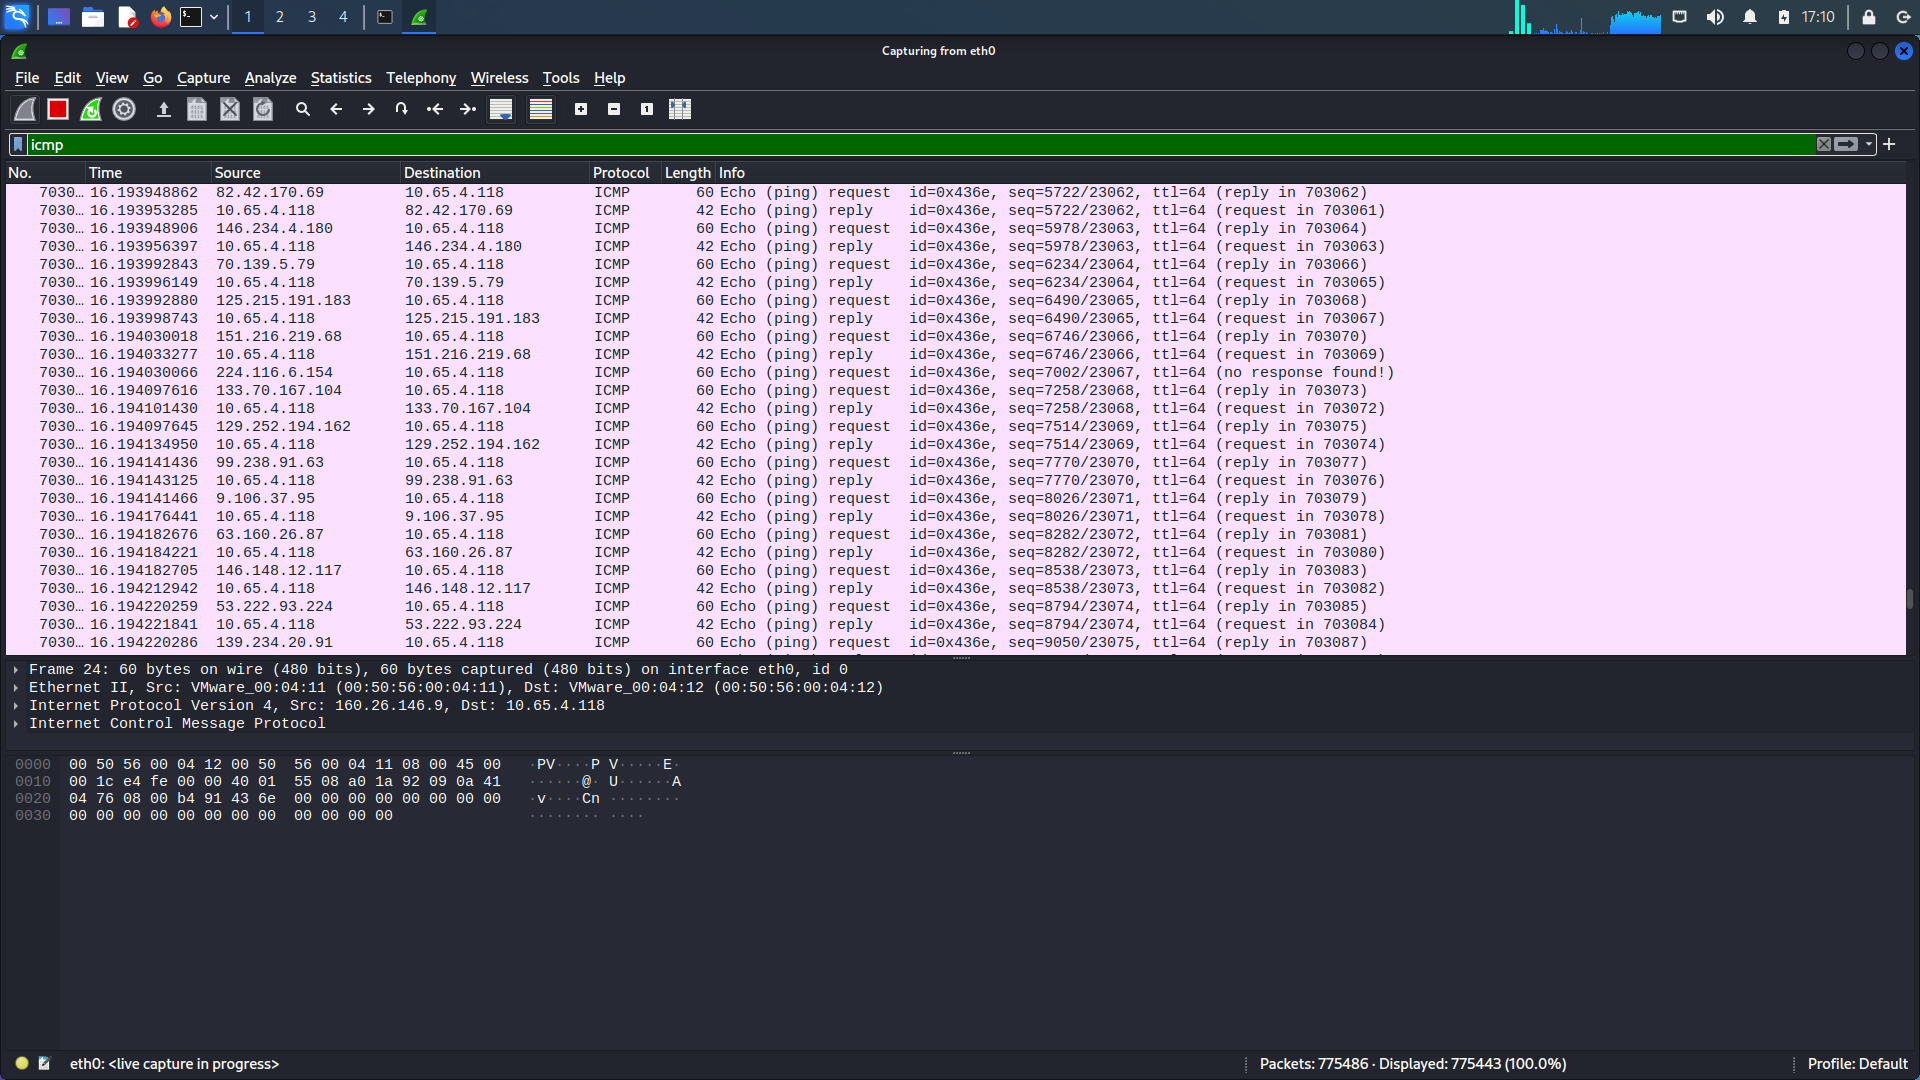 1 2 3 4 17:10
Capturing from eth0
File Edit View Go Capture Analyze Statistics Telephony Wireless Tools Help
icmp
No. Time Source Destination Protocol Length Info
7030… 16.193948862 82.42.170.69 10.65.4.118 ICMP 60 Echo (ping) request id=0x436e, seq=5722/23062, ttl=64 (reply in 703062)
7030… 16.193953285 10.65.4.118 82.42.170.69 ICMP 42 Echo (ping) reply id=0x436e, seq=5722/23062, ttl=64 (request in 703061)
7030… 16.193948906 146.234.4.180 10.65.4.118 ICMP 60 Echo (ping) request id=0x436e, seq=5978/23063, ttl=64 (reply in 703064)
7030… 16.193956397 10.65.4.118 146.234.4.180 ICMP 42 Echo (ping) reply id=0x436e, seq=5978/23063, ttl=64 (request in 703063)
7030… 16.193992843 70.139.5.79 10.65.4.118 ICMP 60 Echo (ping) request id=0x436e, seq=6234/23064, ttl=64 (reply in 703066)
7030… 16.193996149 10.65.4.118 70.139.5.79 ICMP 42 Echo (ping) reply id=0x436e, seq=6234/23064, ttl=64 (request in 703065)
7030… 16.193992880 125.215.191.183 10.65.4.118 ICMP 60 Echo (ping) request id=0x436e, seq=6490/23065, ttl=64 (reply in 703068)
7030… 16.193998743 10.65.4.118 125.215.191.183 ICMP 42 Echo (ping) reply id=0x436e, seq=6490/23065, ttl=64 (request in 703067)
7030… 16.194030018 151.216.219.68 10.65.4.118 ICMP 60 Echo (ping) request id=0x436e, seq=6746/23066, ttl=64 (reply in 703070)
7030… 16.194033277 10.65.4.118 151.216.219.68 ICMP 42 Echo (ping) reply id=0x436e, seq=6746/23066, ttl=64 (request in 703069)
7030… 16.194030066 224.116.6.154 10.65.4.118 ICMP 60 Echo (ping) request id=0x436e, seq=7002/23067, ttl=64 (no response found!)
7030… 16.194097616 133.70.167.104 10.65.4.118 ICMP 60 Echo (ping) request id=0x436e, seq=7258/23068, ttl=64 (reply in 703073)
7030… 16.194101430 10.65.4.118 133.70.167.104 ICMP 42 Echo (ping) reply id=0x436e, seq=7258/23068, ttl=64 (request in 703072)
7030… 16.194097645 129.252.194.162 10.65.4.118 ICMP 60 Echo (ping) request id=0x436e, seq=7514/23069, ttl=64 (reply in 703075)
7030… 16.194134950 10.65.4.118 129.252.194.162 ICMP 42 Echo (ping) reply id=0x436e, seq=7514/23069, ttl=64 (request in 703074)
7030… 16.194141436 99.238.91.63 10.65.4.118 ICMP 60 Echo (ping) request id=0x436e, seq=7770/23070, ttl=64 (reply in 703077)
7030… 16.194143125 10.65.4.118 99.238.91.63 ICMP 42 Echo (ping) reply id=0x436e, seq=7770/23070, ttl=64 (request in 703076)
7030… 16.194141466 9.106.37.95 10.65.4.118 ICMP 60 Echo (ping) request id=0x436e, seq=8026/23071, ttl=64 (reply in 703079)
7030… 16.194176441 10.65.4.118 9.106.37.95 ICMP 42 Echo (ping) reply id=0x436e, seq=8026/23071, ttl=64 (request in 703078)
7030… 16.194182676 63.160.26.87 10.65.4.118 ICMP 60 Echo (ping) request id=0x436e, seq=8282/23072, ttl=64 (reply in 703081)
7030… 16.194184221 10.65.4.118 63.160.26.87 ICMP 42 Echo (ping) reply id=0x436e, seq=8282/23072, ttl=64 (request in 703080)
7030… 16.194182705 146.148.12.117 10.65.4.118 ICMP 60 Echo (ping) request id=0x436e, seq=8538/23073, ttl=64 (reply in 703083)
7030… 16.194212942 10.65.4.118 146.148.12.117 ICMP 42 Echo (ping) reply id=0x436e, seq=8538/23073, ttl=64 (request in 703082)
7030… 16.194220259 53.222.93.224 10.65.4.118 ICMP 60 Echo (ping) request id=0x436e, seq=8794/23074, ttl=64 (reply in 703085)
7030… 16.194221841 10.65.4.118 53.222.93.224 ICMP 42 Echo (ping) reply id=0x436e, seq=8794/23074, ttl=64 (request in 703084)
7030… 16.194220286 139.234.20.91 10.65.4.118 ICMP 60 Echo (ping) request id=0x436e, seq=9050/23075, ttl=64 (reply in 703087)
Frame 24: 60 bytes on wire (480 bits), 60 bytes captured (480 bits) on interface eth0, id 0
Ethernet II, Src: VMware_00:04:11 (00:50:56:00:04:11), Dst: VMware_00:04:12 (00:50:56:00:04:12)
Internet Protocol Version 4, Src: 160.26.146.9, Dst: 10.65.4.118
Internet Control Message Protocol
0000 00 50 56 00 04 12 00 50 56 00 04 11 08 00 45 00 ·PV····P V·····E·
0010 00 1c e4 fe 00 00 40 01 55 08 a0 1a 92 09 0a 41 ······@· U······A
0020 04 76 08 00 b4 91 43 6e 00 00 00 00 00 00 00 00 ·v····Cn ········
0030 00 00 00 00 00 00 00 00 00 00 00 00 ········ ····
eth0: <live capture in progress> Packets: 775486 · Displayed: 775443 (100.0%) Profile: Default